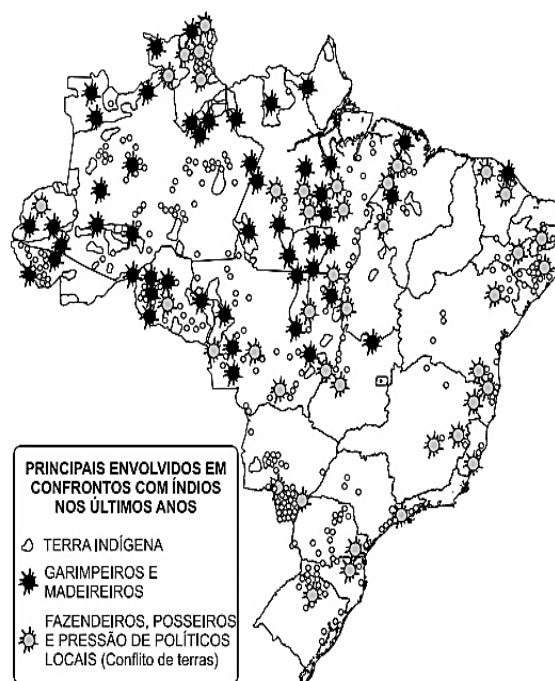 PRINCIPAIS ENVOLVIDOS EM
CONFRONTOS COM ÍNDIOS
NOS ÚLTIMOS ANOS
TERRA INDÍGENA
GARIMPEIROS E
MADEIREIROS
FAZENDEIROS, POSSEIROS
E PRESSÃO DE POLÍTICOS
LOCAIS (Conflito de terras)